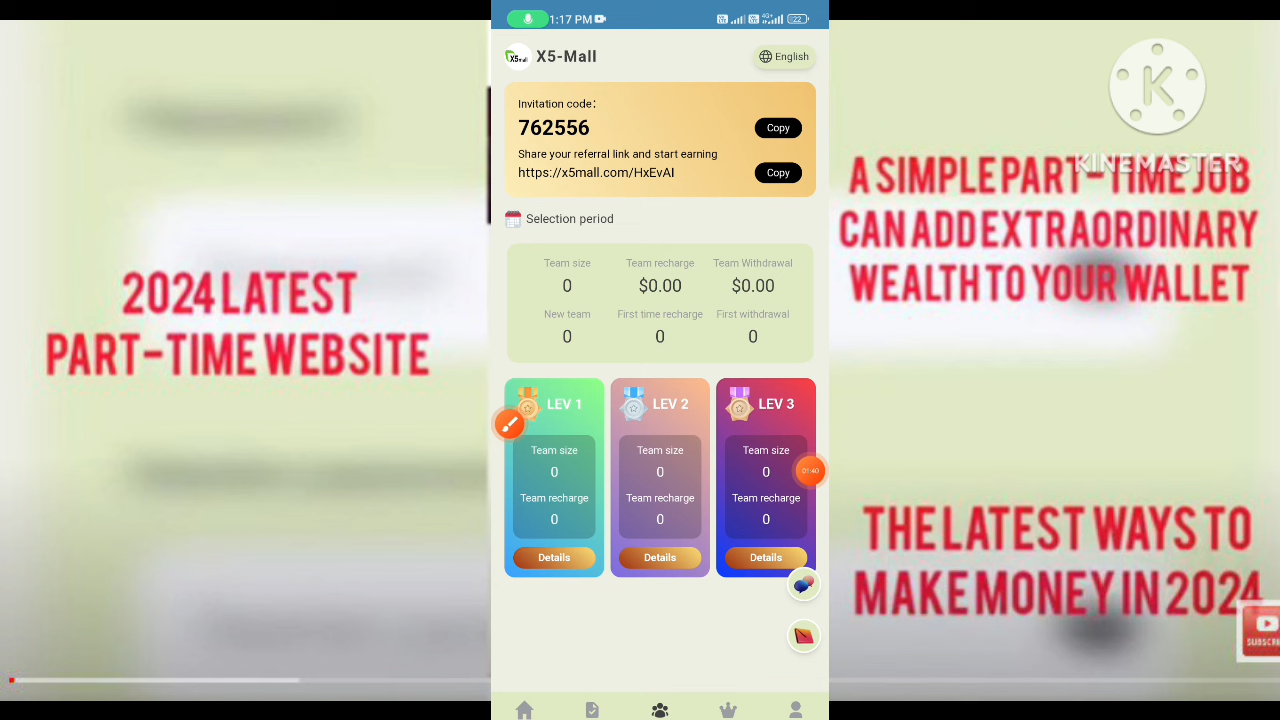 2024 LATEST
PART-TIME WEBSITE
1:17 PM
4G+
22
X5mall
X5-Mall
English
Invitation code:
762556
Copy
Share your referral link and start earning
https://x5mall.com/HxEvAI
Copy
Selection period
Team size
Team recharge
Team Withdrawal
0
$0.00
$0.00
New team
First time recharge
First withdrawal
0
0
0
LEV 1
LEV 2
LEV 3
Team size
Team size
Team size
0
0
0
01:40
Team recharge
Team recharge
Team recharge
0
0
0
Details
Details
Details
K
KINEMASTER
A SIMPLE PART-TIME JOB
CAN ADD EXTRAORDINARY
WEALTH TO YOUR WALLET
THE LATEST WAYS TO
MAKE MONEY IN 2024